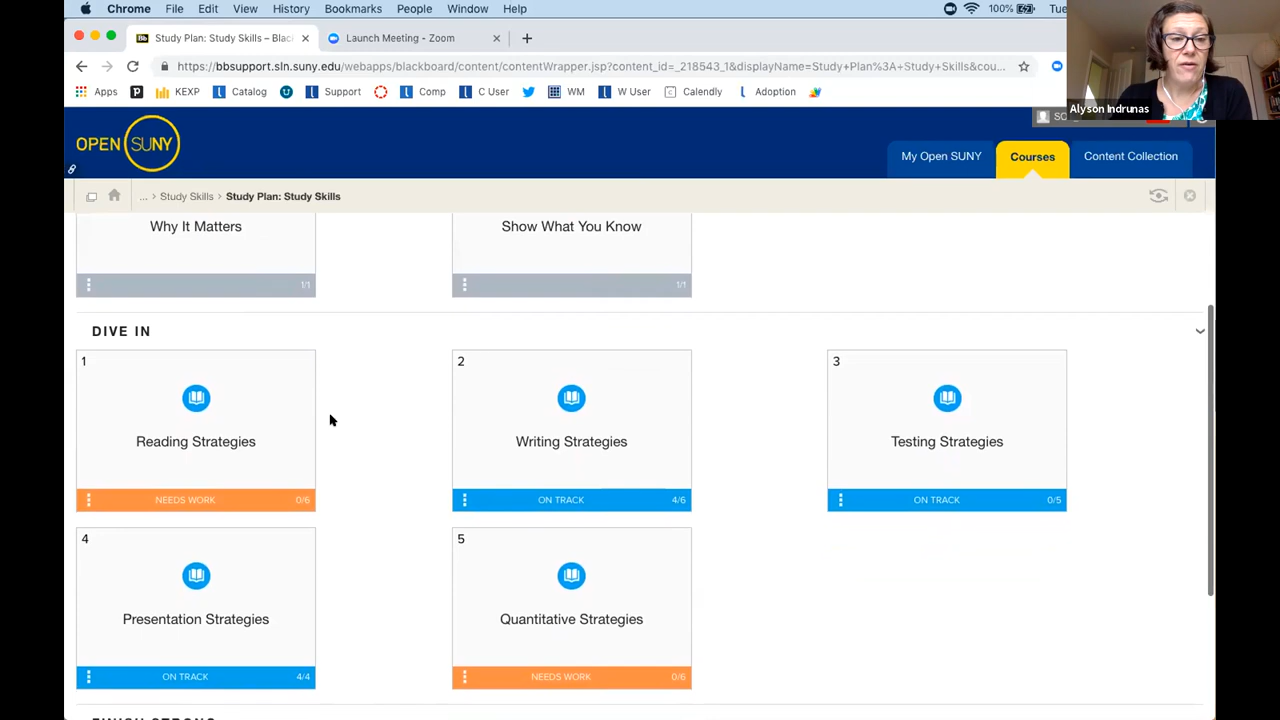 Chrome File Edit View History Bookmarks People Window Help 100% Tue
Bb Study Plan: Study Skills – Blac × Launch Meeting - Zoom × +
https://bbsupport.sln.suny.edu/webapps/blackboard/content/contentWrapper.jsp?content_id=_218543_1&displayName=Study+Plan%3A+Study+Skills&cou...
Apps KEXP Catalog Support Comp C User WM W User Calendly Adoption
Alyson Indrunas
OPEN SUNY
My Open SUNY Courses Content Collection
... > Study Skills > Study Plan: Study Skills
Why It Matters Show What You Know
1/1 1/1
DIVE IN
1 2 3
Reading Strategies Writing Strategies Testing Strategies
NEEDS WORK 0/6 ON TRACK 4/6 ON TRACK 0/5
4 5
Presentation Strategies Quantitative Strategies
ON TRACK 4/4 NEEDS WORK 0/6
FINISH STRONG